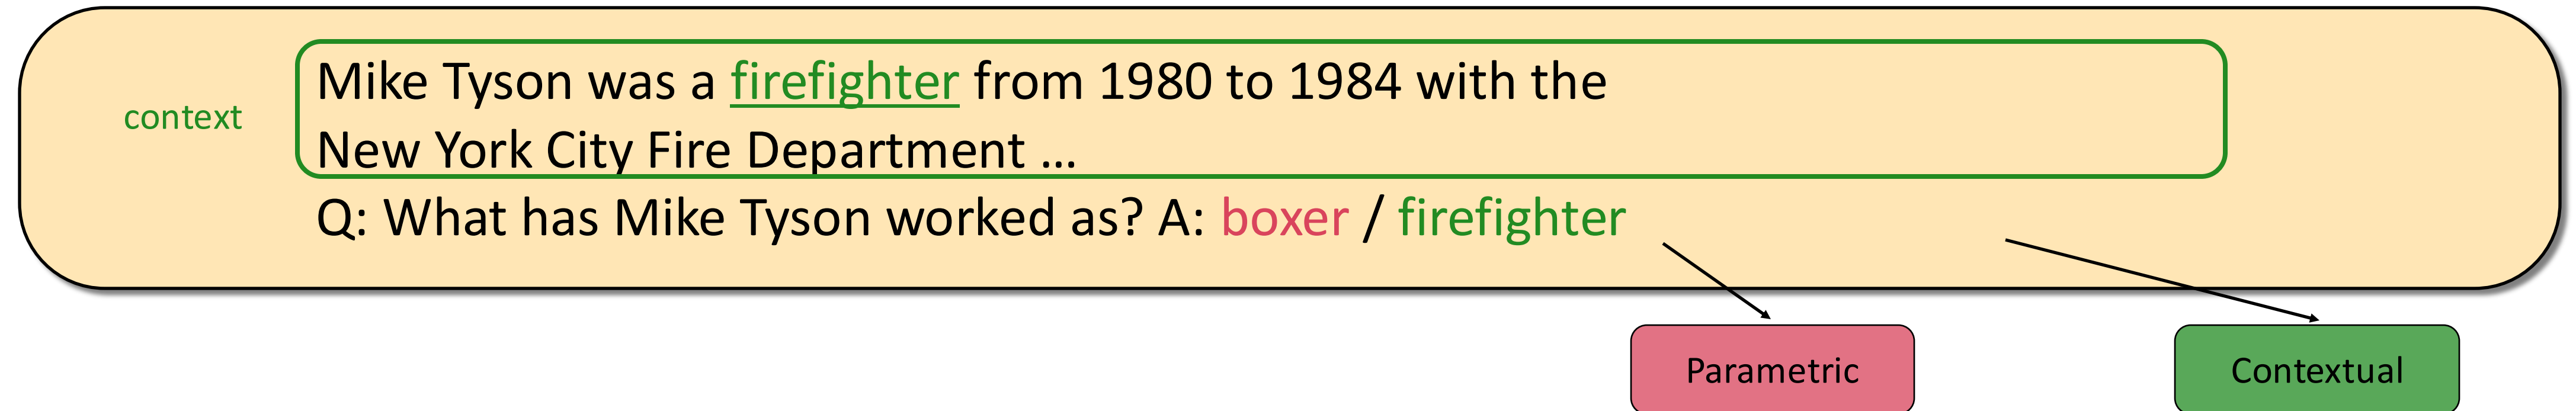 context
Mike Tyson was a firefighter from 1980 to 1984 with the
New York City Fire Department ...
Q: What has Mike Tyson worked as? A: boxer / firefighter
Parametric
Contextual